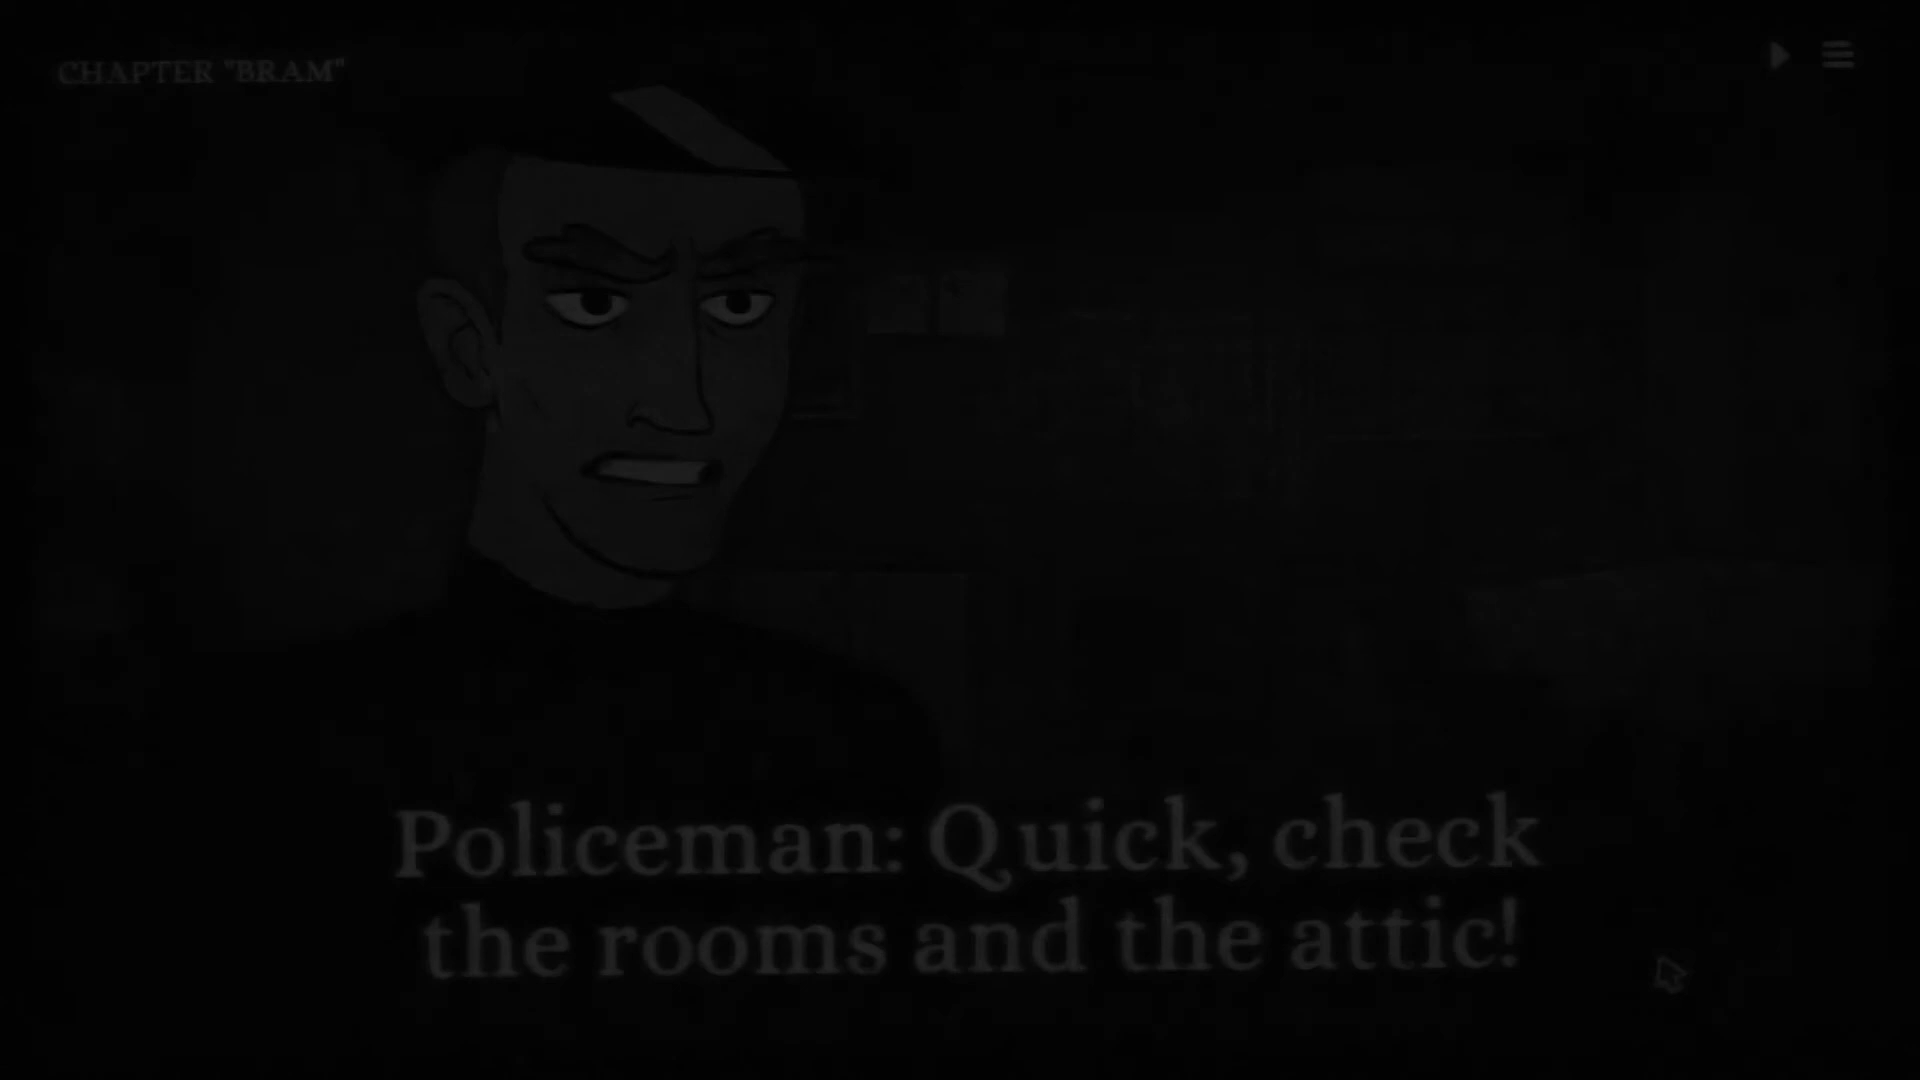 CHAPTER "BRAM"
Policeman: Quick, check
the rooms and the attic!